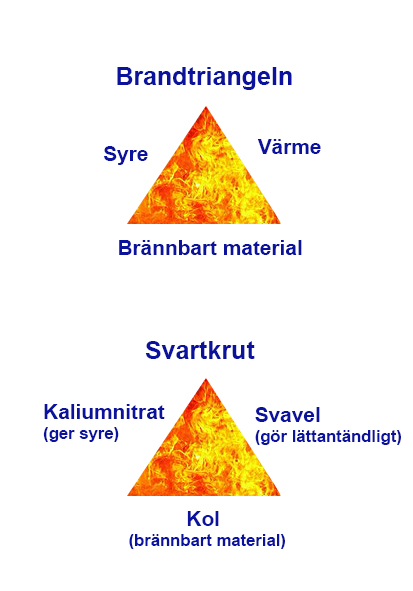 Brandtriangeln
Syre
Värme
Brännbart material
Svartkrut
Kaliumnitrat
(ger syre)
Svavel
(gör lättantändligt)
Kol
(brännbart material)